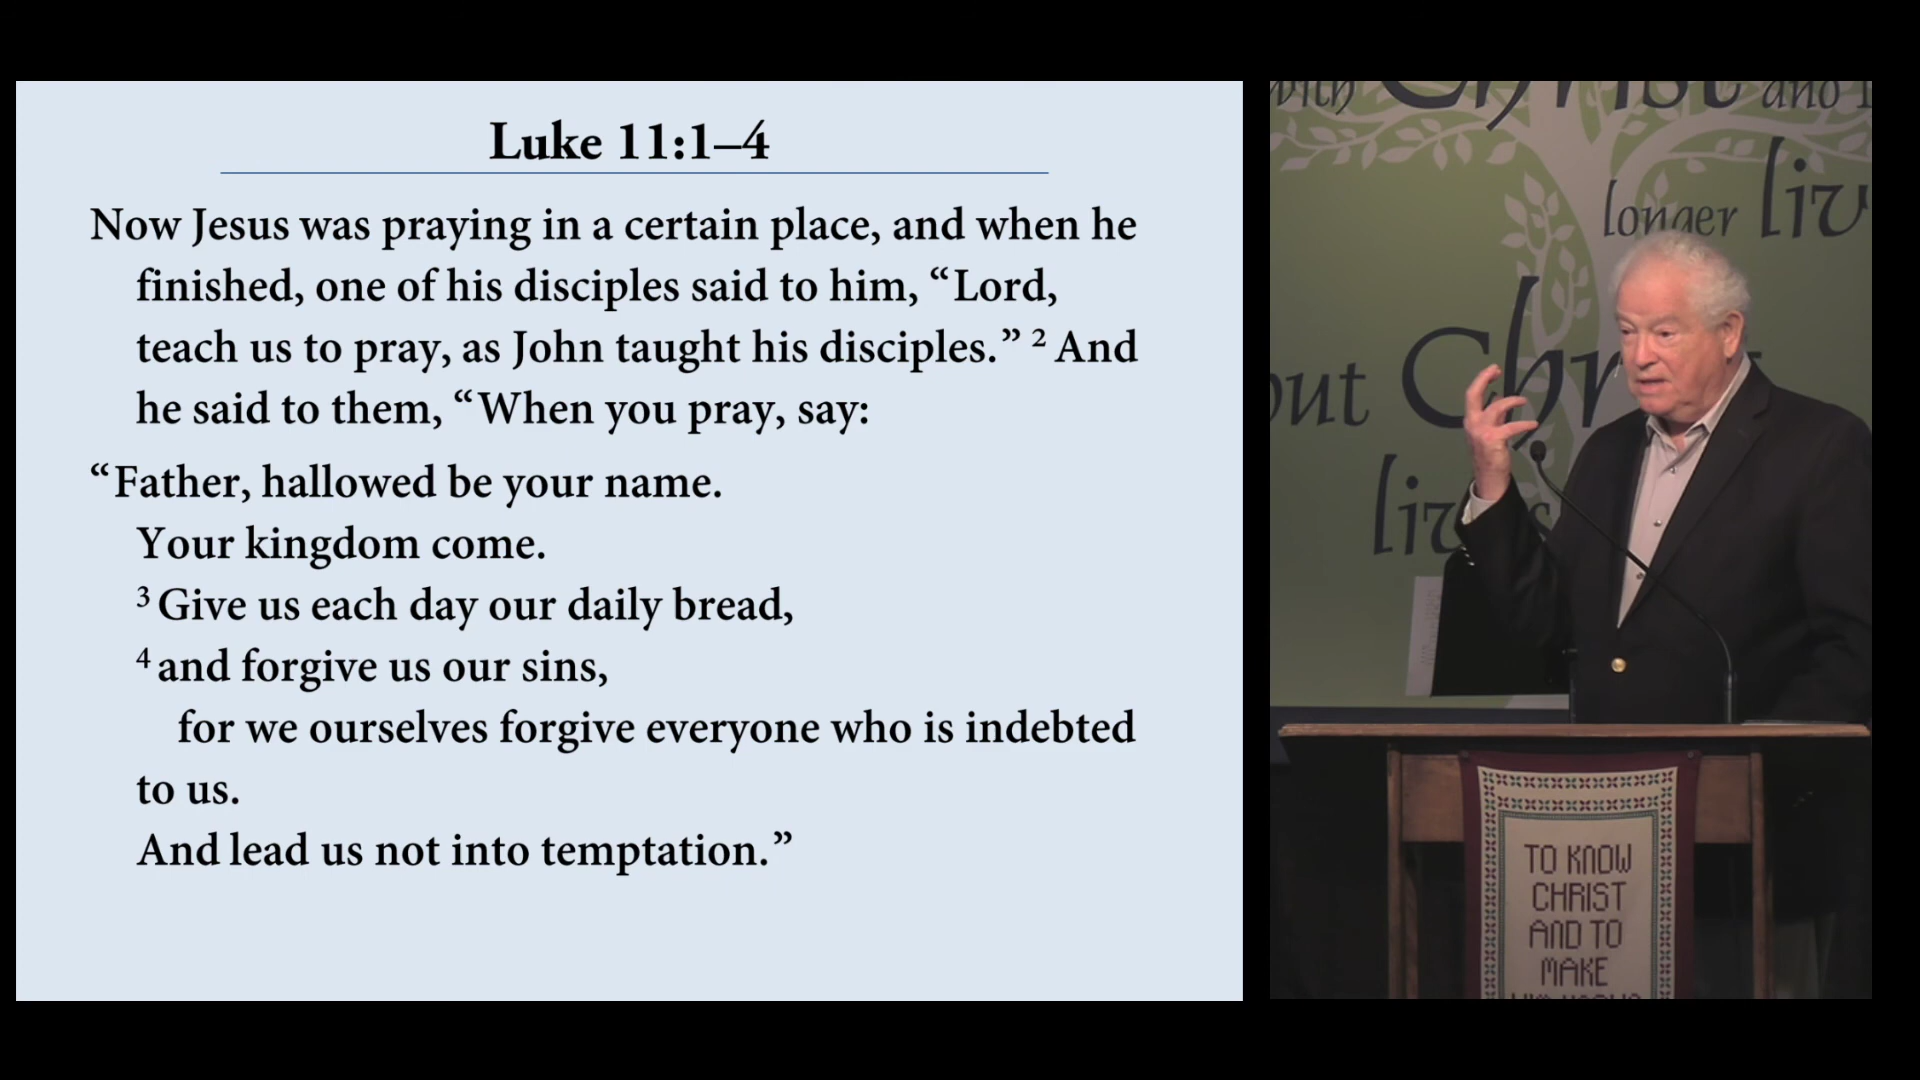 Luke 11:1–4
Now Jesus was praying in a certain place, and when he
finished, one of his disciples said to him, “Lord,
teach us to pray, as John taught his disciples.” ² And
he said to them, “When you pray, say:
“Father, hallowed be your name.
Your kingdom come.
³ Give us each day our daily bread,
⁴ and forgive us our sins,
for we ourselves forgive everyone who is indebted
to us.
And lead us not into temptation.”
with Christ and
longer
Christ
TO KNOW
CHRIST
AND TO
MAKE